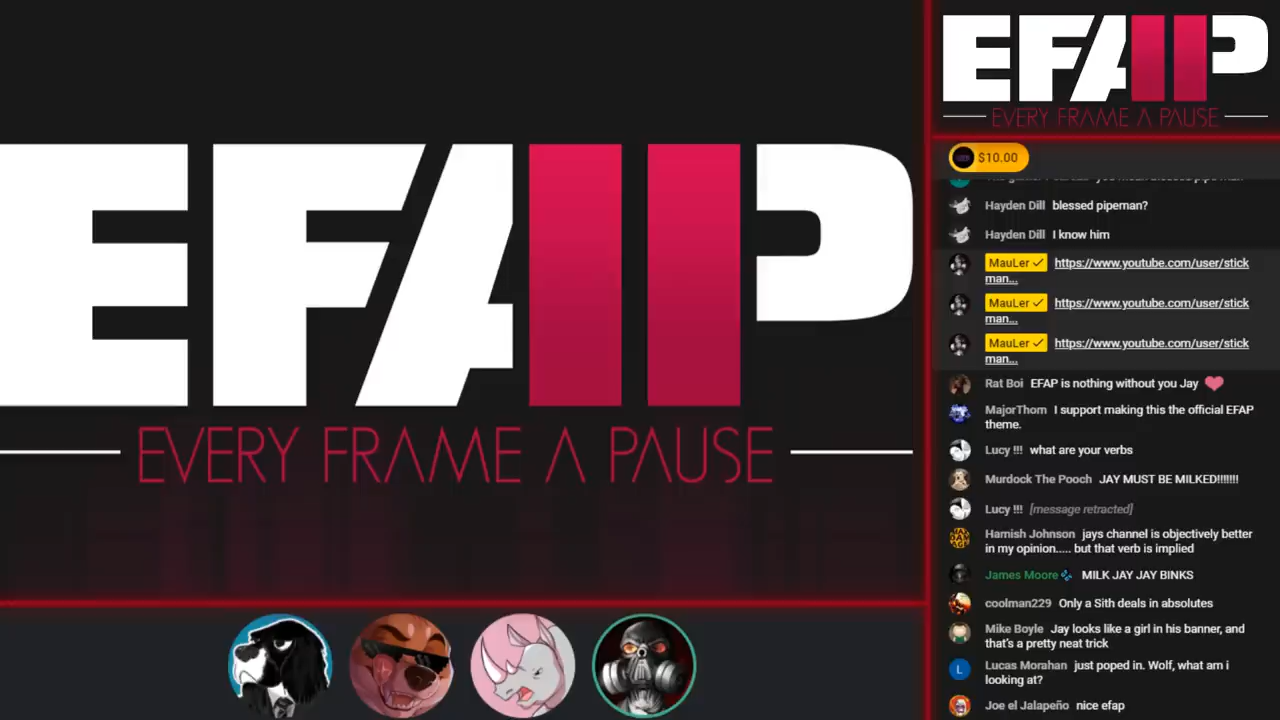 EFAP
EVERY FRAME A PAUSE
EFAP
EVERY FRAME A PAUSE
$10.00
Hayden Dill blessed pipeman?
Hayden Dill I know him
MauLer https://www.youtube.com/user/stick
man...
MauLer https://www.youtube.com/user/stick
man...
MauLer https://www.youtube.com/user/stick
man...
Rat Boi EFAP is nothing without you Jay
MajorThom I support making this the official EFAP
theme.
Lucy !!! what are your verbs
Murdock The Pooch JAY MUST BE MILKED!!!!!!!
Lucy !!! [message retracted]
Hamish Johnson jays channel is objectively better
in my opinion..... but that verb is implied
James Moore MILK JAY JAY BINKS
coolman229 Only a Sith deals in absolutes
Mike Boyle Jay looks like a girl in his banner, and
that's a pretty neat trick
Lucas Morahan just poped in. Wolf, what am i
looking at?
Joe el Jalapeño nice efap